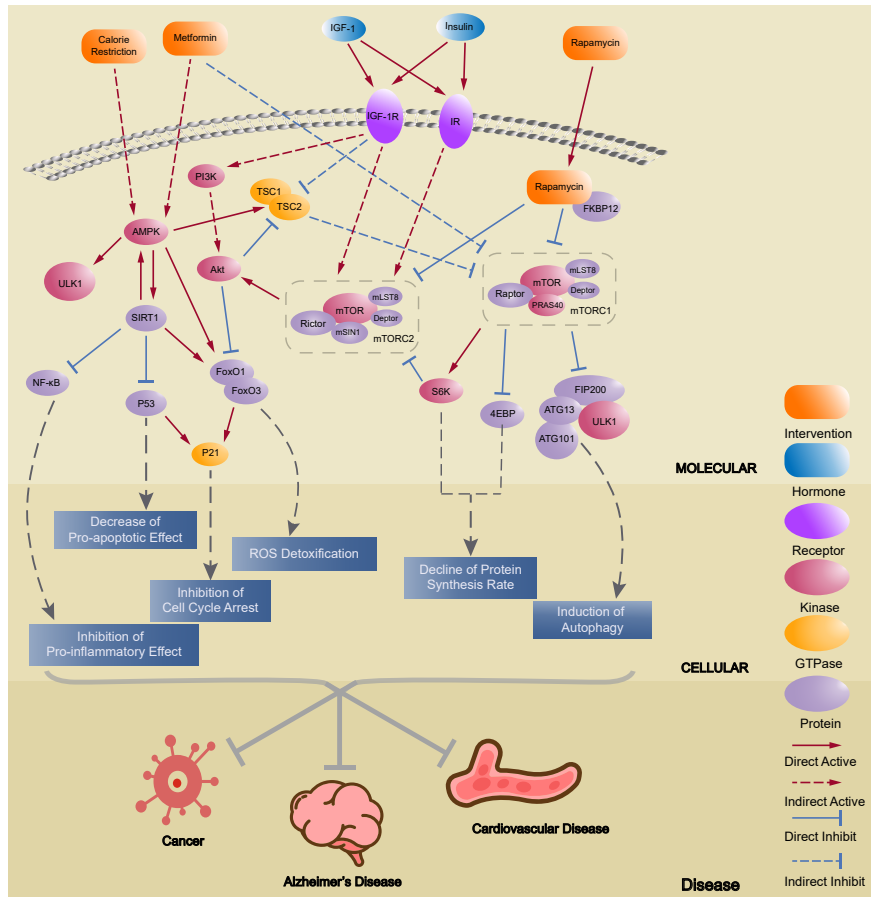 IGF-1
Insulin
Calorie
Restriction
Metformin
Rapamycin
IGF-1R
IR
PI3K
TSC1
TSC2
Rapamycin
FKBP12
AMPK
ULK1
Akt
mTOR
mLST8
Deptor
Rictor
mSIN1
mTORC2
mTOR
mLST8
Raptor
Deptor
PRAS40
mTORC1
SIRT1
NF-κB
P53
FoxO1
FoxO3
P21
S6K
4EBP
FIP200
ATG13
ULK1
ATG101
MOLECULAR
Decrease of
Pro-apoptotic Effect
ROS Detoxification
Inhibition of
Cell Cycle Arrest
Inhibition of
Pro-inflammatory Effect
Decline of Protein
Synthesis Rate
Induction of
Autophagy
CELLULAR
Cancer
Alzheimer's Disease
Cardiovascular Disease
Disease
Intervention
Hormone
Receptor
Kinase
GTPase
Protein
Direct Active
Indirect Active
Direct Inhibit
Indirect Inhibit